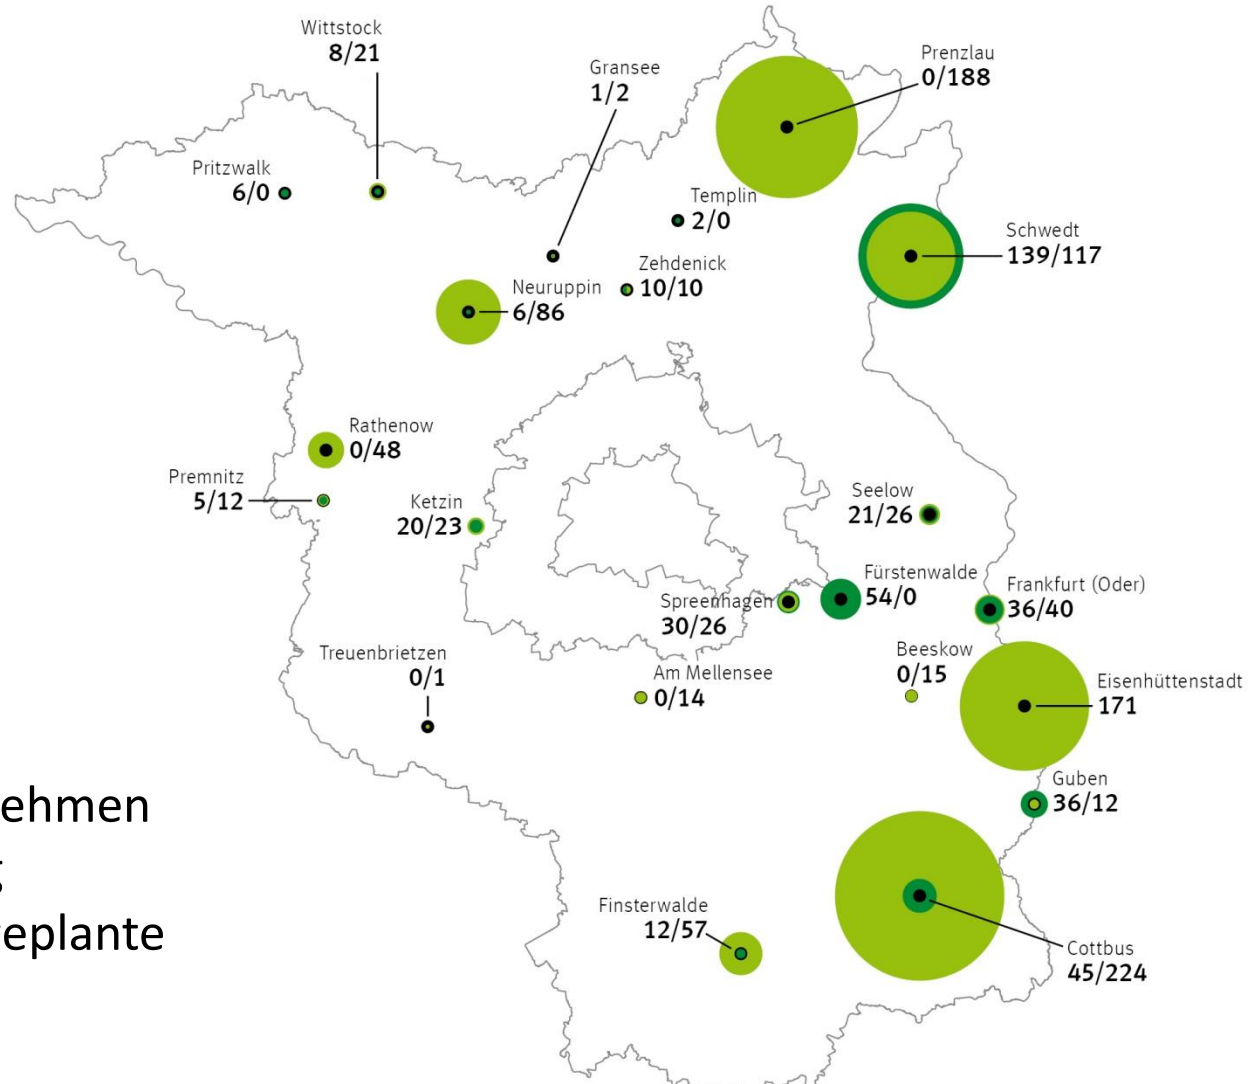 Wittstock
8/21
Prenzlau
0/188
Gransee
1/2
Pritzwalk
6/0
Templin
2/0
Schwedt
139/117
Zehdenick
10/10
Neuruppin
6/86
Rathenow
0/48
Premnitz
5/12
Ketzin
20/23
Seelow
21/26
Fürstenwalde
54/0
Frankfurt (Oder)
36/40
Spreenhagen
30/26
Treuenbrietzen
0/1
Am Mellensee
0/14
Beeskow
0/15
Eisenhüttenstadt
171
Guben
36/12
ehmen
eplante
Finsterwalde
12/57
Cottbus
45/224